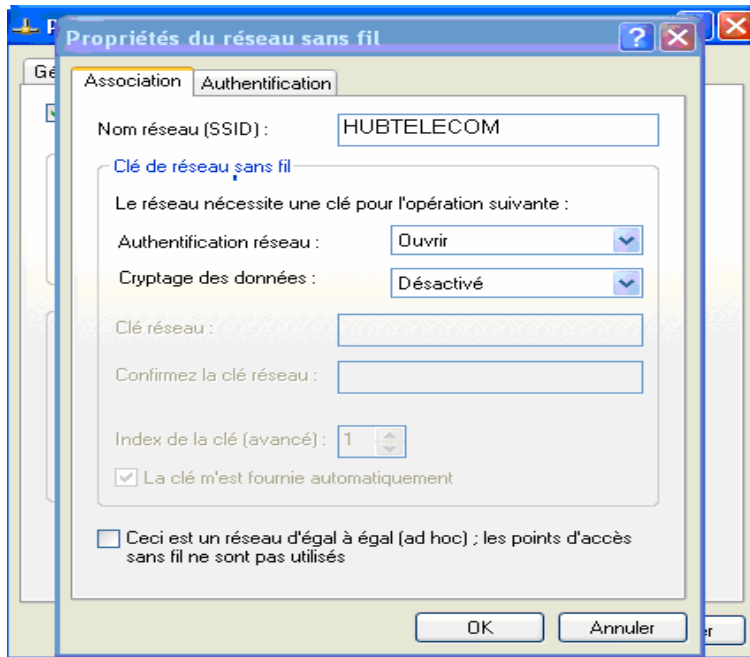 P
Propriétés du réseau sans fil
Gé
Association
Authentification
Nom réseau (SSID) :
HUBTELECOM
Clé de réseau sans fil
Le réseau nécessite une clé pour l'opération suivante :
Authentification réseau :
Ouvrir
Cryptage des données :
Désactivé
Clé réseau :
Confirmez la clé réseau :
Index de la clé (avancé) :
1
La clé m'est fournie automatiquement
Ceci est un réseau d'égal à égal (ad hoc) ; les points d'accès
sans fil ne sont pas utilisés
OK
Annuler
er